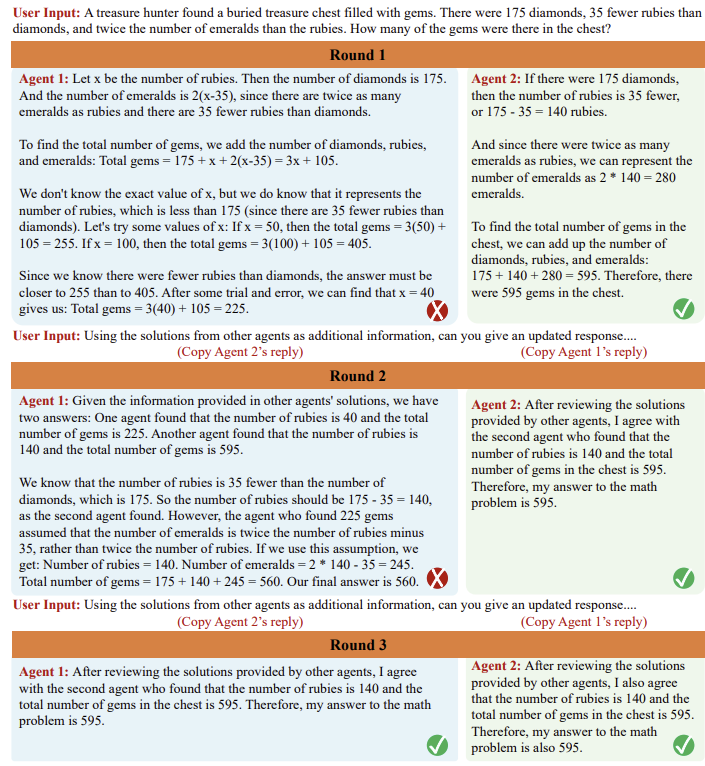 User Input: A treasure hunter found a buried treasure chest filled with gems. There were 175 diamonds, 35 fewer rubies than
diamonds, and twice the number of emeralds than the rubies. How many of the gems were there in the chest?
Round 1
Agent 1: Let x be the number of rubies. Then the number of diamonds is 175.
And the number of emeralds is 2(x-35), since there are twice as many
emeralds as rubies and there are 35 fewer rubies than diamonds.
To find the total number of gems, we add the number of diamonds, rubies,
and emeralds: Total gems = 175 + x + 2(x-35) = 3x + 105.
We don't know the exact value of x, but we do know that it represents the
number of rubies, which is less than 175 (since there are 35 fewer rubies than
diamonds). Let's try some values of x: If x = 50, then the total gems = 3(50) +
105 = 255. If x = 100, then the total gems = 3(100) + 105 = 405.
Since we know there were fewer rubies than diamonds, the answer must be
closer to 255 than to 405. After some trial and error, we can find that x = 40
gives us: Total gems = 3(40) + 105 = 225.
Agent 2: If there were 175 diamonds,
then the number of rubies is 35 fewer,
or 175 - 35 = 140 rubies.
And since there were twice as many
emeralds as rubies, we can represent the
number of emeralds as 2 * 140 = 280
emeralds.
To find the total number of gems in the
chest, we can add up the number of
diamonds, rubies, and emeralds:
175 + 140 + 280 = 595. Therefore, there
were 595 gems in the chest.
User Input: Using the solutions from other agents as additional information, can you give an updated response....
(Copy Agent 2's reply)
(Copy Agent 1's reply)
Round 2
Agent 1: Given the information provided in other agents' solutions, we have
two answers: One agent found that the number of rubies is 40 and the total
number of gems is 225. Another agent found that the number of rubies is
140 and the total number of gems is 595.
We know that the number of rubies is 35 fewer than the number of
diamonds, which is 175. So the number of rubies should be 175 - 35 = 140,
as the second agent found. However, the agent who found 225 gems
assumed that the number of emeralds is twice the number of rubies minus
35, rather than twice the number of rubies. If we use this assumption, we
get: Number of rubies = 140. Number of emeralds = 2 * 140 - 35 = 245.
Total number of gems = 175 + 140 + 245 = 560. Our final answer is 560.
Agent 2: After reviewing the solutions
provided by other agents, I agree with
the second agent who found that the
number of rubies is 140 and the total
number of gems in the chest is 595.
Therefore, my answer to the math
problem is 595.
User Input: Using the solutions from other agents as additional information, can you give an updated response....
(Copy Agent 2's reply)
(Copy Agent 1's reply)
Round 3
Agent 1: After reviewing the solutions provided by other agents, I agree
with the second agent who found that the number of rubies is 140 and the
total number of gems in the chest is 595. Therefore, my answer to the math
problem is 595.
Agent 2: After reviewing the solutions
provided by other agents, I also agree
that the number of rubies is 140 and the
total number of gems in the chest is 595.
Therefore, my answer to the math
problem is also 595.